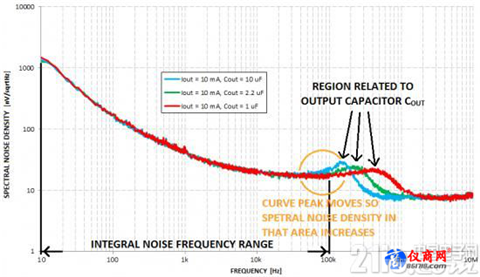 10000
1000
100
10
1
SPECTRAL NOISE DENSITY [nV/sqrtHz]
Iout = 10 mA, Cout = 10 uF
Iout = 10 mA, Cout = 2.2 uF
Iout = 10 mA, Cout = 1 uF
REGION RELATED TO
OUTPUT CAPACITOR COUT
CURVE PEAK MOVES SO
SPETRAL NOISE DENSITY IN
THAT AREA INCREASES
INTEGRAL NOISE FREQUENCY RANGE
10
100
1k
10k
100k
1M
10M
FREQUENCY [Hz]
仪商网